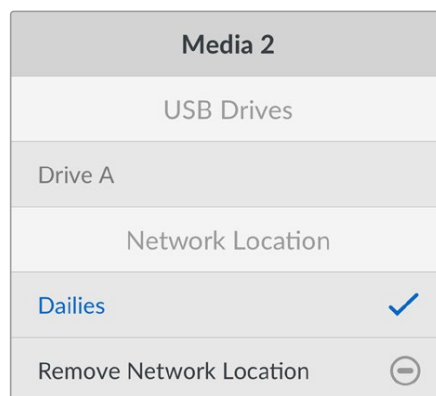 Media 2
USB Drives
Drive A
Network Location
Dailies
Remove Network Location